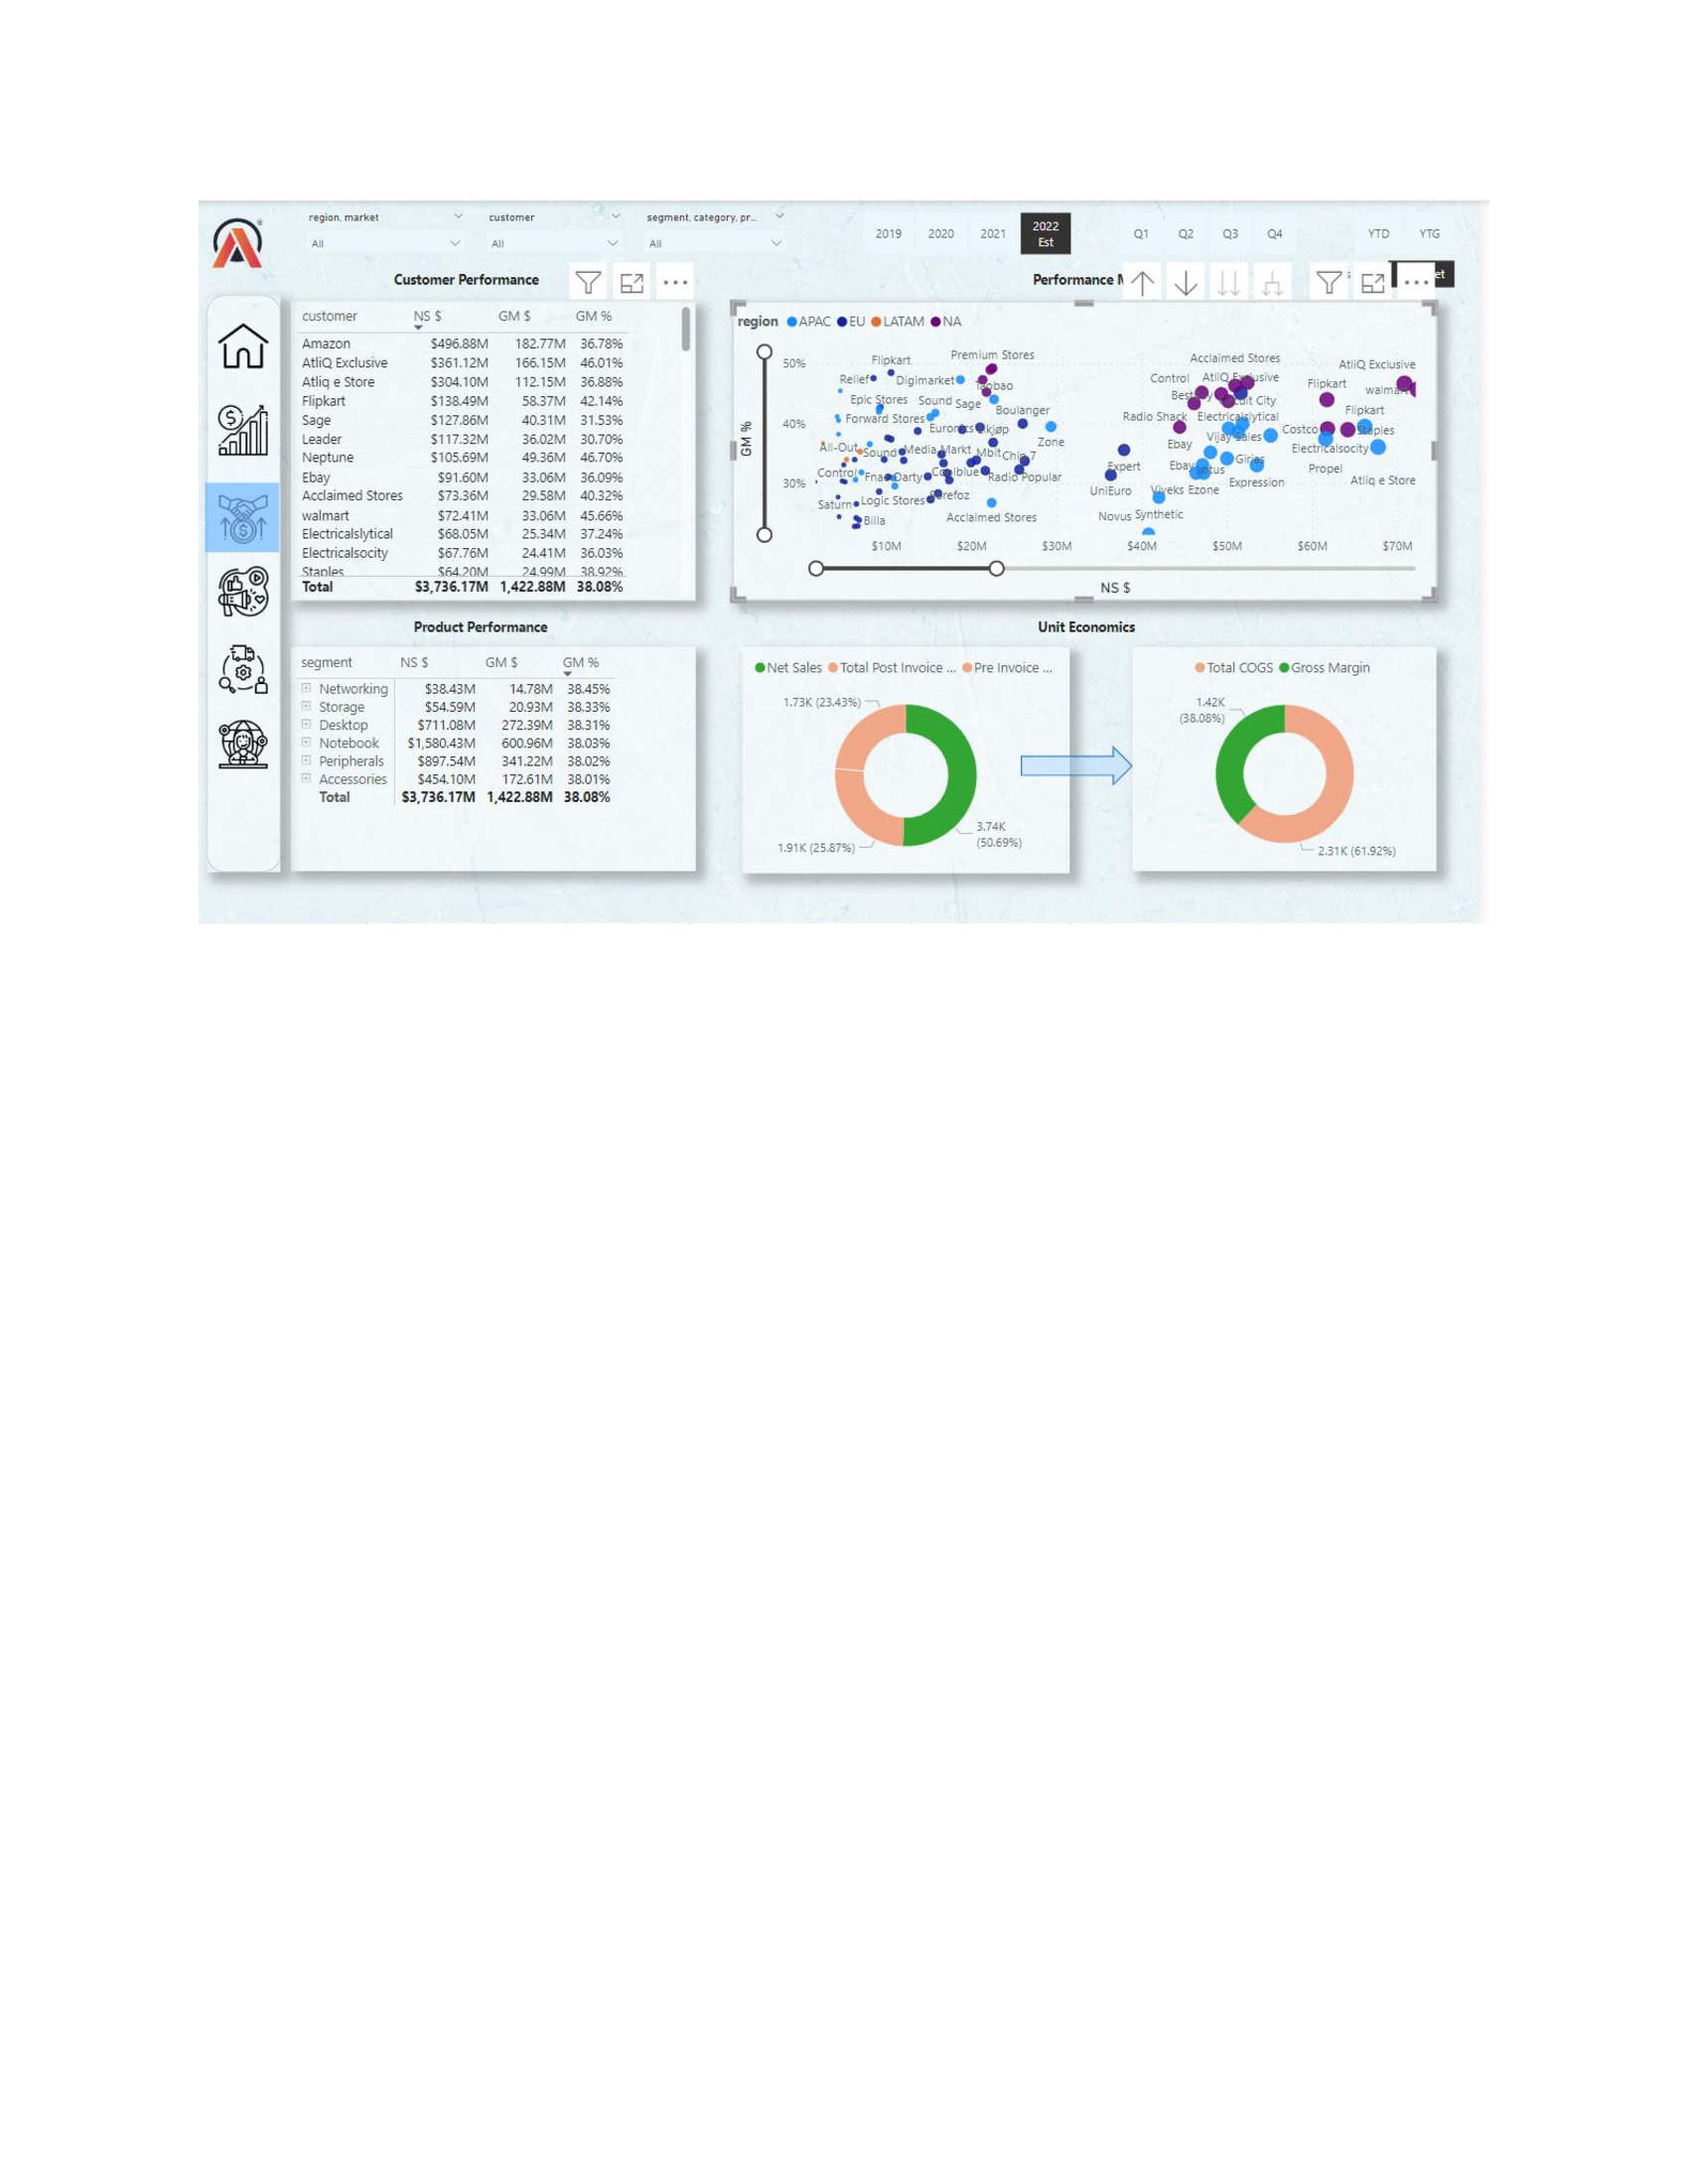 region, market
customer
segment, category, pr...
All
All
All
2019
2020
2021
2022
Est
Q1
Q2
Q3
Q4
YTD
YTG
Customer Performance
customer NS $ GM $ GM %
Amazon $496.88M 182.77M 36.78%
AtliQ Exclusive $361.12M 166.15M 46.01%
Atliq e Store $304.10M 112.15M 36.88%
Flipkart $138.49M 58.37M 42.14%
Sage $127.86M 40.31M 31.53%
Leader $117.32M 36.02M 30.70%
Neptune $105.69M 49.36M 46.70%
Ebay $91.60M 33.06M 36.09%
Acclaimed Stores $73.36M 29.58M 40.32%
walmart $72.41M 33.06M 45.66%
Electricalslytical $68.05M 25.34M 37.24%
Electricalsocity $67.76M 24.41M 36.03%
Staples $64.20M 24.99M 38.92%
Total $3,736.17M 1,422.88M 38.08%
Performance
region APAC EU LATAM NA
GM %
50%
40%
30%
Flipkart
Premium Stores
Acclaimed Stores
AtliQ Exclusive
Relief
Digimarket
Control
AtliQ Exclusive
Flipkart
Epic Stores
Sound
Sage
Boulanger
Flipkart
Forward Stores
Radio Shack
Electricalslytical
Elkjøp
Zone
Ebay
Vijay Sales
Costco
Staples
All-Out
Sound
Media Markt
Mbit
Chip 7
Electricalsocity
Control
Fnac-Darty
Coolblue
Radio Popular
Expert
Ebay
Lotus
Girias
Propel
Expression
Atliq e Store
Saturn
Logic Stores
UniEuro
Viveks Ezone
Billa
Acclaimed Stores
Novus
Synthetic
$10M $20M $30M $40M $50M $60M $70M
NS $
Product Performance
segment NS $ GM $ GM %
Networking $38.43M 14.78M 38.45%
Storage $54.59M 20.93M 38.33%
Desktop $711.08M 272.39M 38.31%
Notebook $1,580.43M 600.96M 38.03%
Peripherals $897.54M 341.22M 38.02%
Accessories $454.10M 172.61M 38.01%
Total $3,736.17M 1,422.88M 38.08%
Unit Economics
Net Sales Total Post Invoice ... Pre Invoice ...
1.73K (23.43%)
3.74K
(50.69%)
1.91K (25.87%)
Total COGS Gross Margin
1.42K
(38.08%)
2.31K (61.92%)